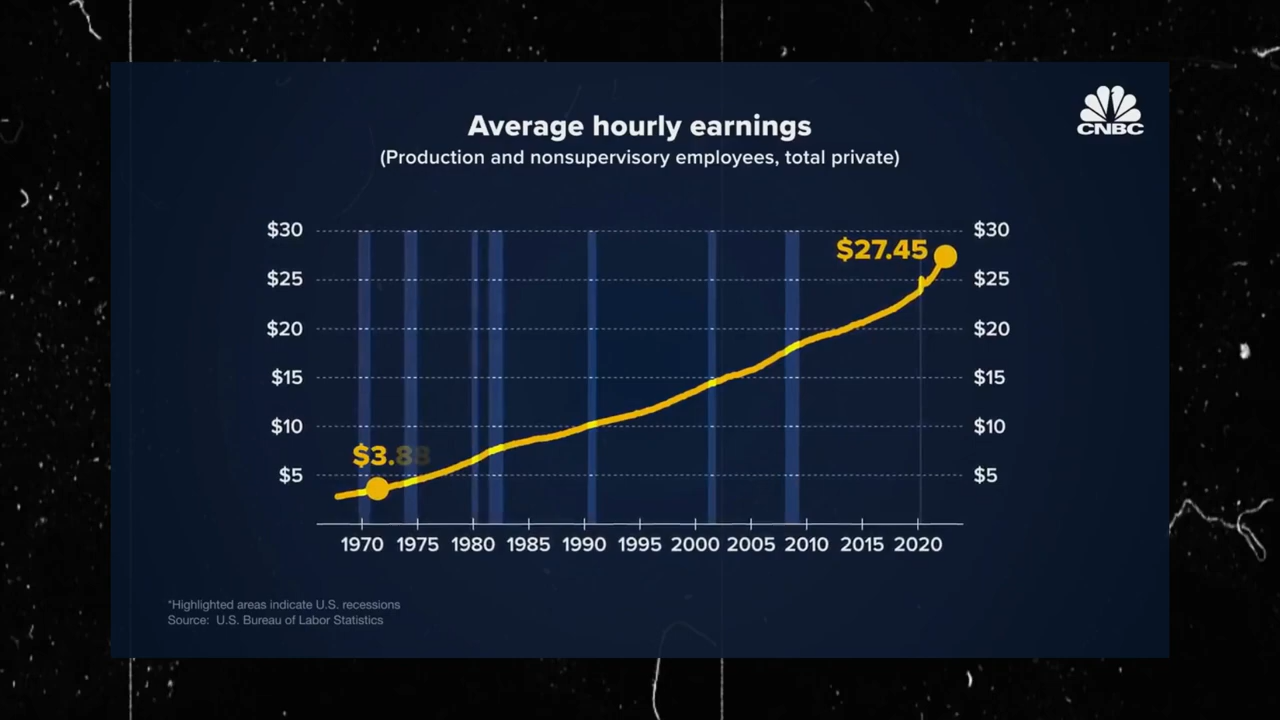 CNBC
Average hourly earnings
(Production and nonsupervisory employees, total private)
$30 $30
$27.45
$25 $25
$20 $20
$15 $15
$10 $10
$3.88
$5 $5
1970 1975 1980 1985 1990 1995 2000 2005 2010 2015 2020
*Highlighted areas indicate U.S. recessions
Source: U.S. Bureau of Labor Statistics